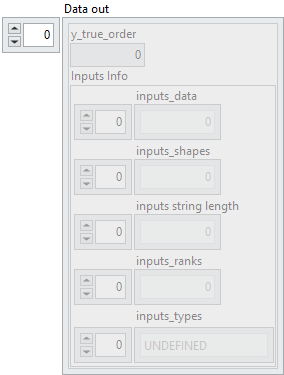 Data out
0
y_true_order
0
Inputs Info
inputs_data
0 0
inputs_shapes
0 0
inputs string length
0 0
inputs_ranks
0 0
inputs_types
0 UNDEFINED